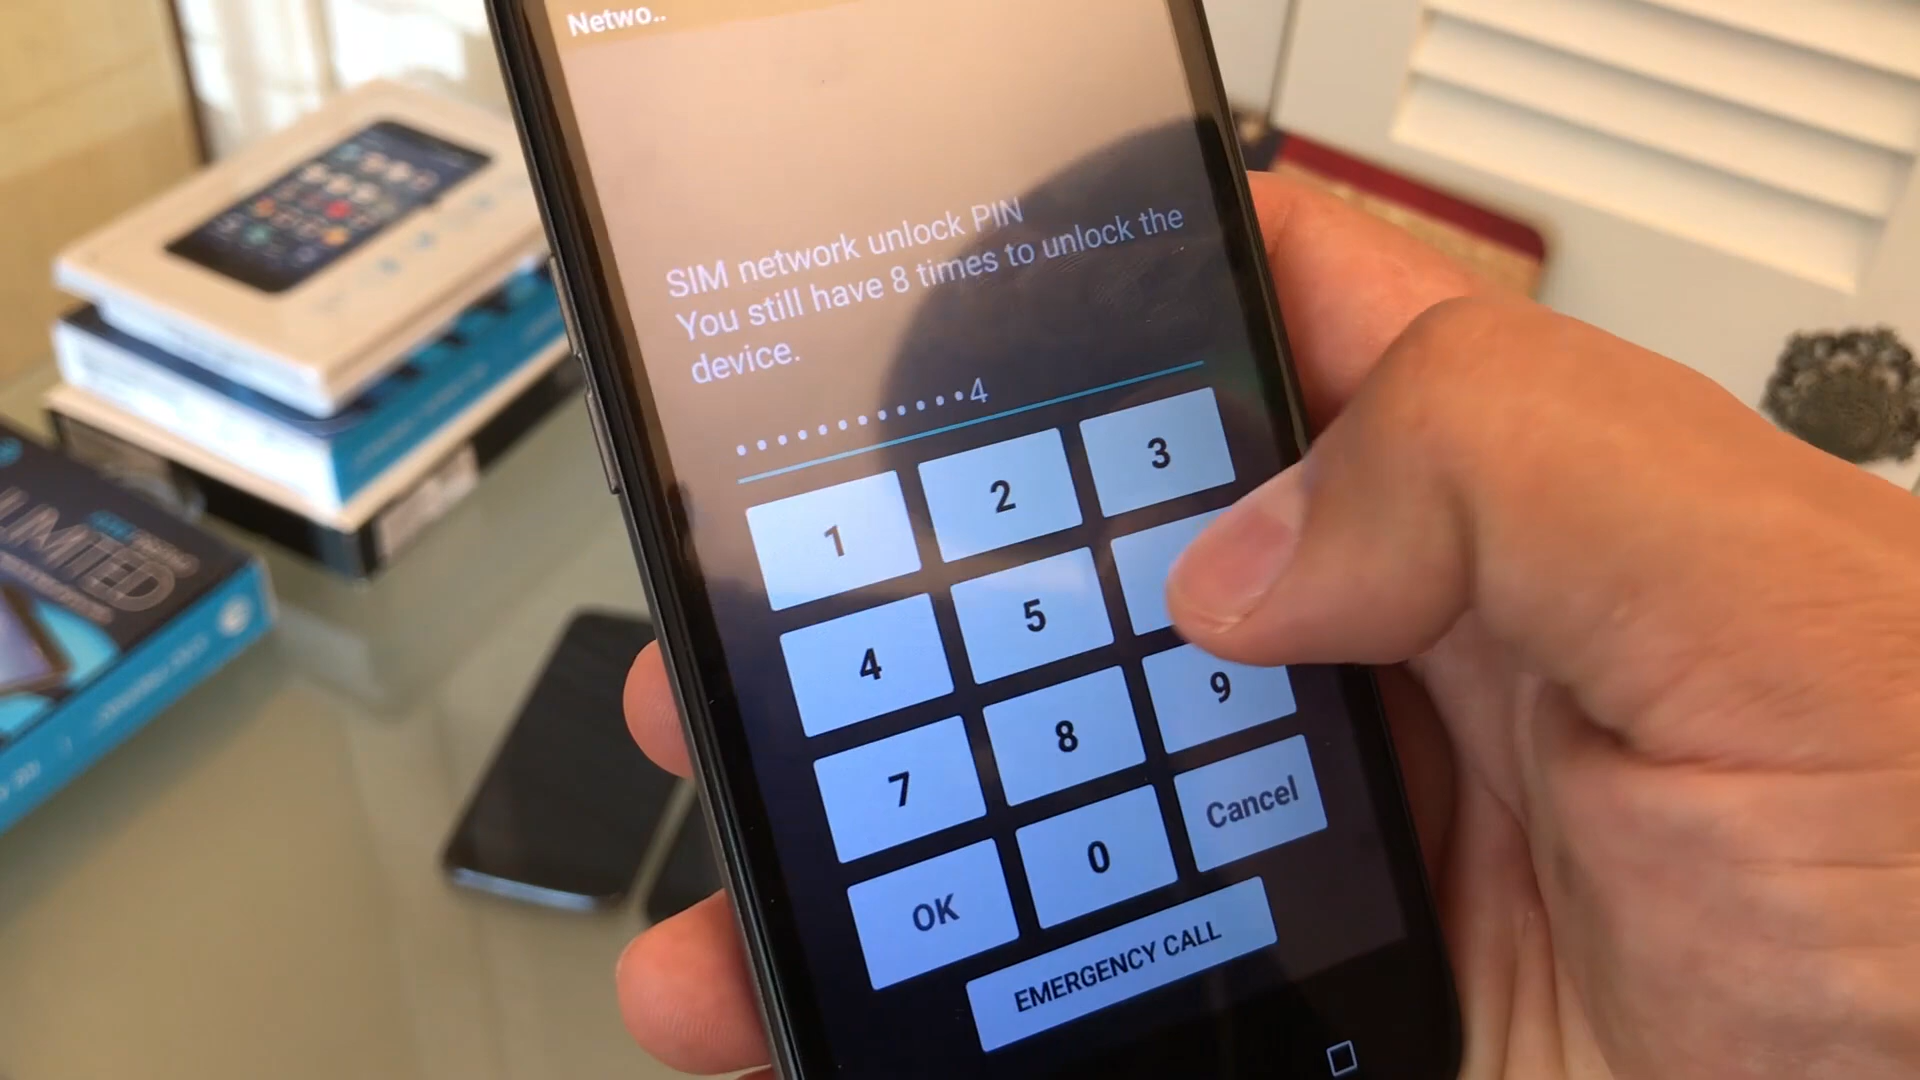 Netwo..
SIM network unlock PIN
You still have 8 times to unlock the
device.
············4
1 2 3
4 5
7 8 9
OK 0 Cancel
EMERGENCY CALL
LIMITED